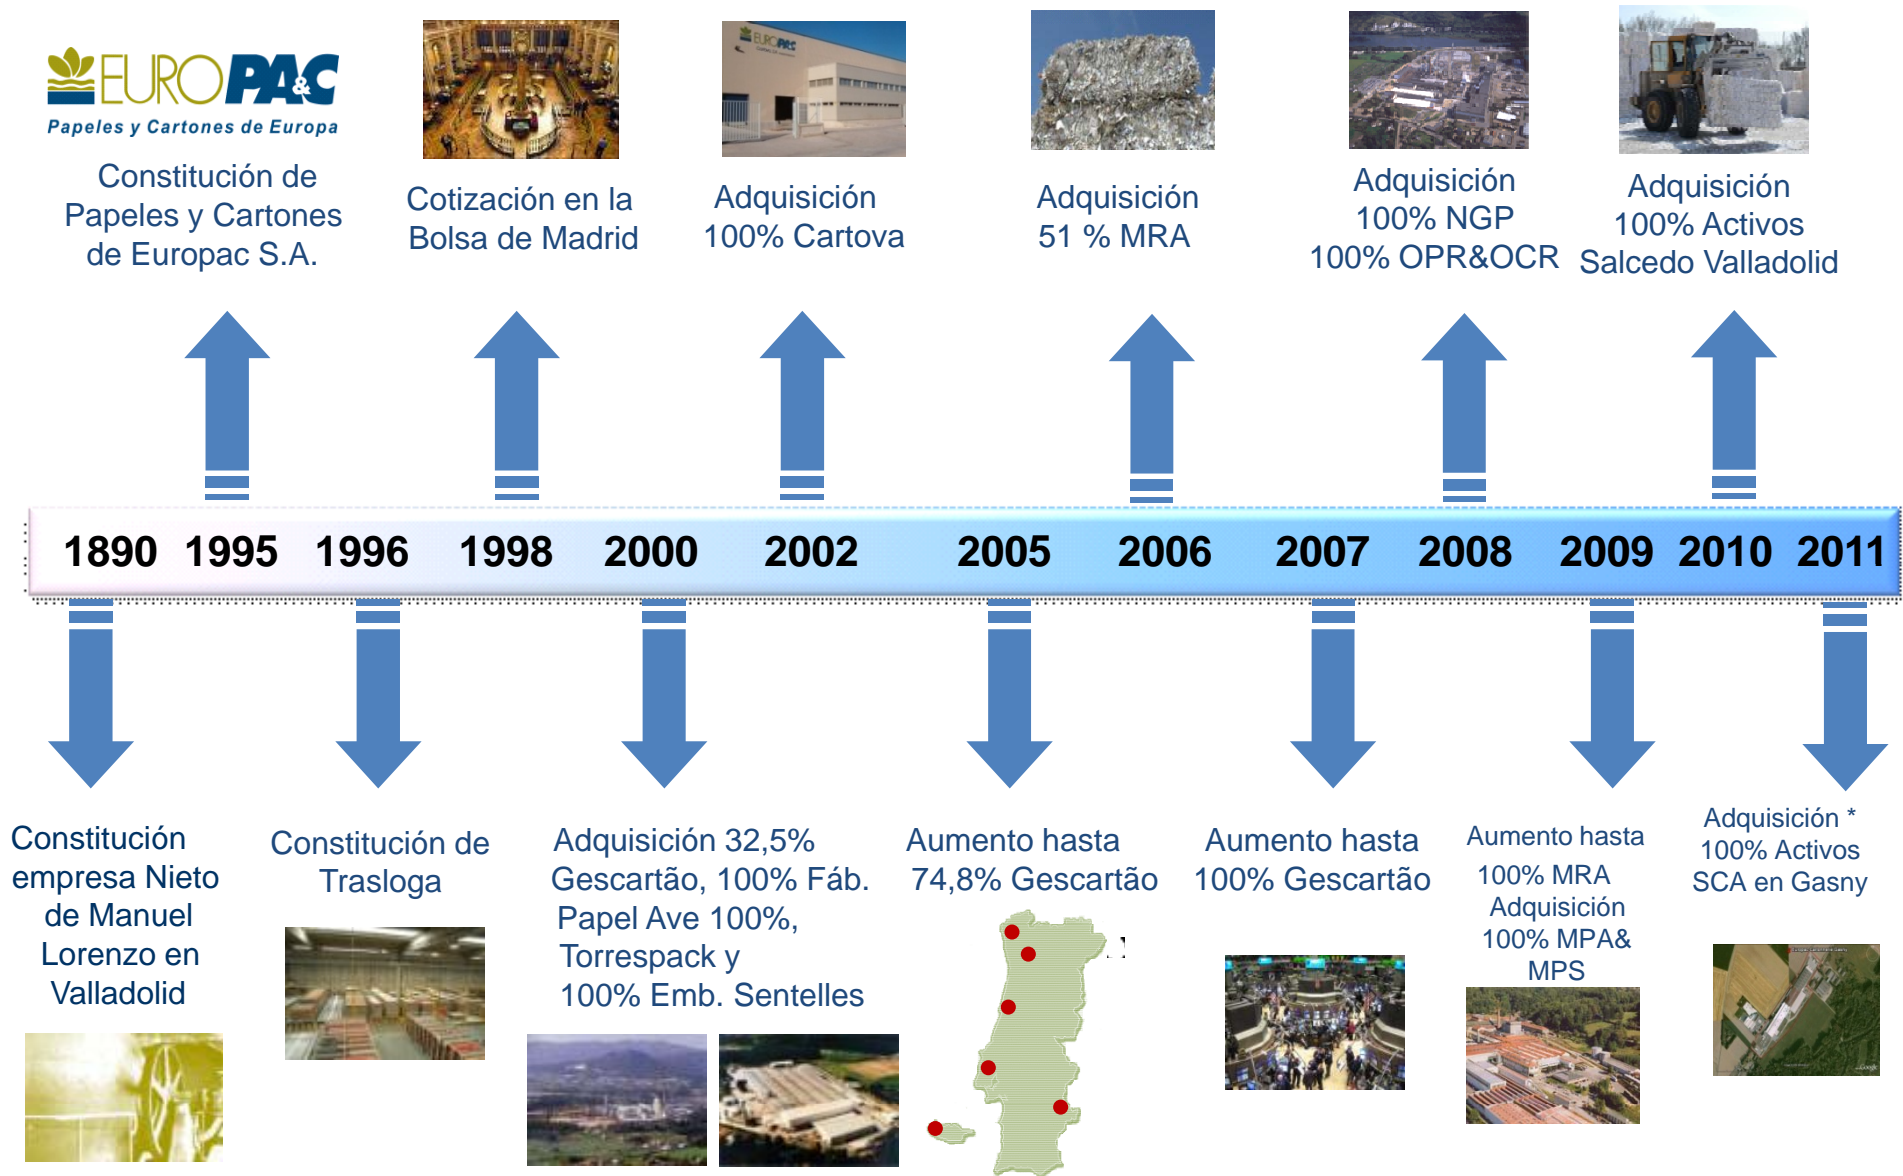 EUROPA&C
Papeles y Cartones de Europa
Constitución de
Papeles y Cartones
de Europac S.A.
Cotización en la
Bolsa de Madrid
EUROPA&C
Adquisición
100% Cartova
Adquisición
51 % MRA
Adquisición
100% NGP
100% OPR&OCR
Adquisición
100% Activos
Salcedo Valladolid
1890 1995 1996 1998 2000 2002 2005 2006 2007 2008 2009 2010 2011
Constitución
empresa Nieto
de Manuel
Lorenzo en
Valladolid
Constitución de
Trasloga
Adquisición 32,5%
Gescartão, 100% Fáb.
Papel Ave 100%,
Torrespack y
100% Emb. Sentelles
Aumento hasta
74,8% Gescartão
Aumento hasta
100% Gescartão
Aumento hasta
100% MRA
Adquisición
100% MPA&
MPS
Adquisición *
100% Activos
SCA en Gasny
Google